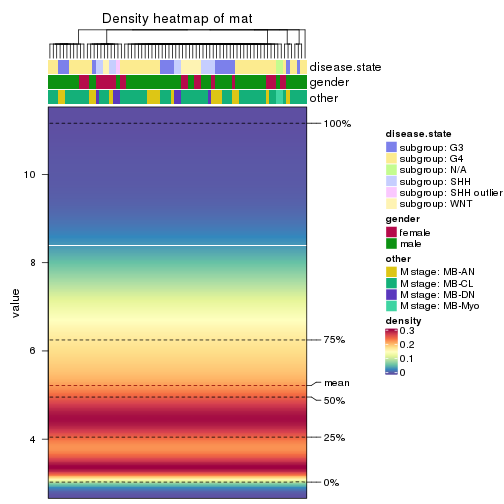 Density heatmap of mat
disease.state
gender
other
100%
75%
mean
50%
25%
0%
10
8
6
4
value
disease.state
subgroup: G3
subgroup: G4
subgroup: N/A
subgroup: SHH
subgroup: SHH outlier
subgroup: WNT
gender
female
male
other
M stage: MB-AN
M stage: MB-CL
M stage: MB-DN
M stage: MB-Myo
density
0.3
0.2
0.1
0